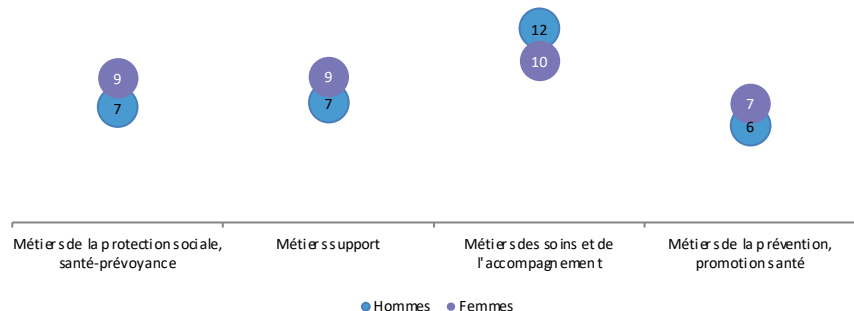 12
9
9
10
7
7
7
6
Métiers de la protection sociale,
santé-prévoyance
Métiers support
Métiers des soins et de
l'accompagnement
Métiers de la prévention,
promotion santé
Hommes
Femmes